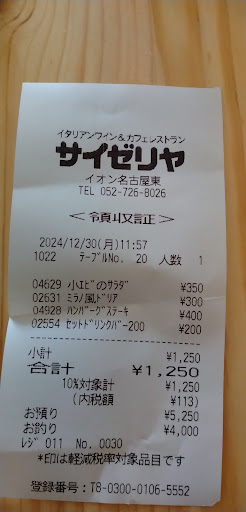 イタリアンワイン&カフェレストラン
サイゼリヤ
イオン名古屋東
TEL 052-726-8026
<領収証>
2024/12/30(月)11:57
1022 テーブルNo. 20 人数 1
04629 小エビのサラダ ¥350
02631 ミラノ風ドリア ¥300
04928 ハンバーグステーキ ¥400
02554 セットドリンクバー200 ¥200
小計 ¥1,250
合計 ¥1,250
10%対象計 ¥1,250
(内税額 ¥113)
お預り ¥5,250
お釣り ¥4,000
レジ 011 No. 0030
*印は軽減税率対象品目です
登録番号:T8-0300-0106-5552